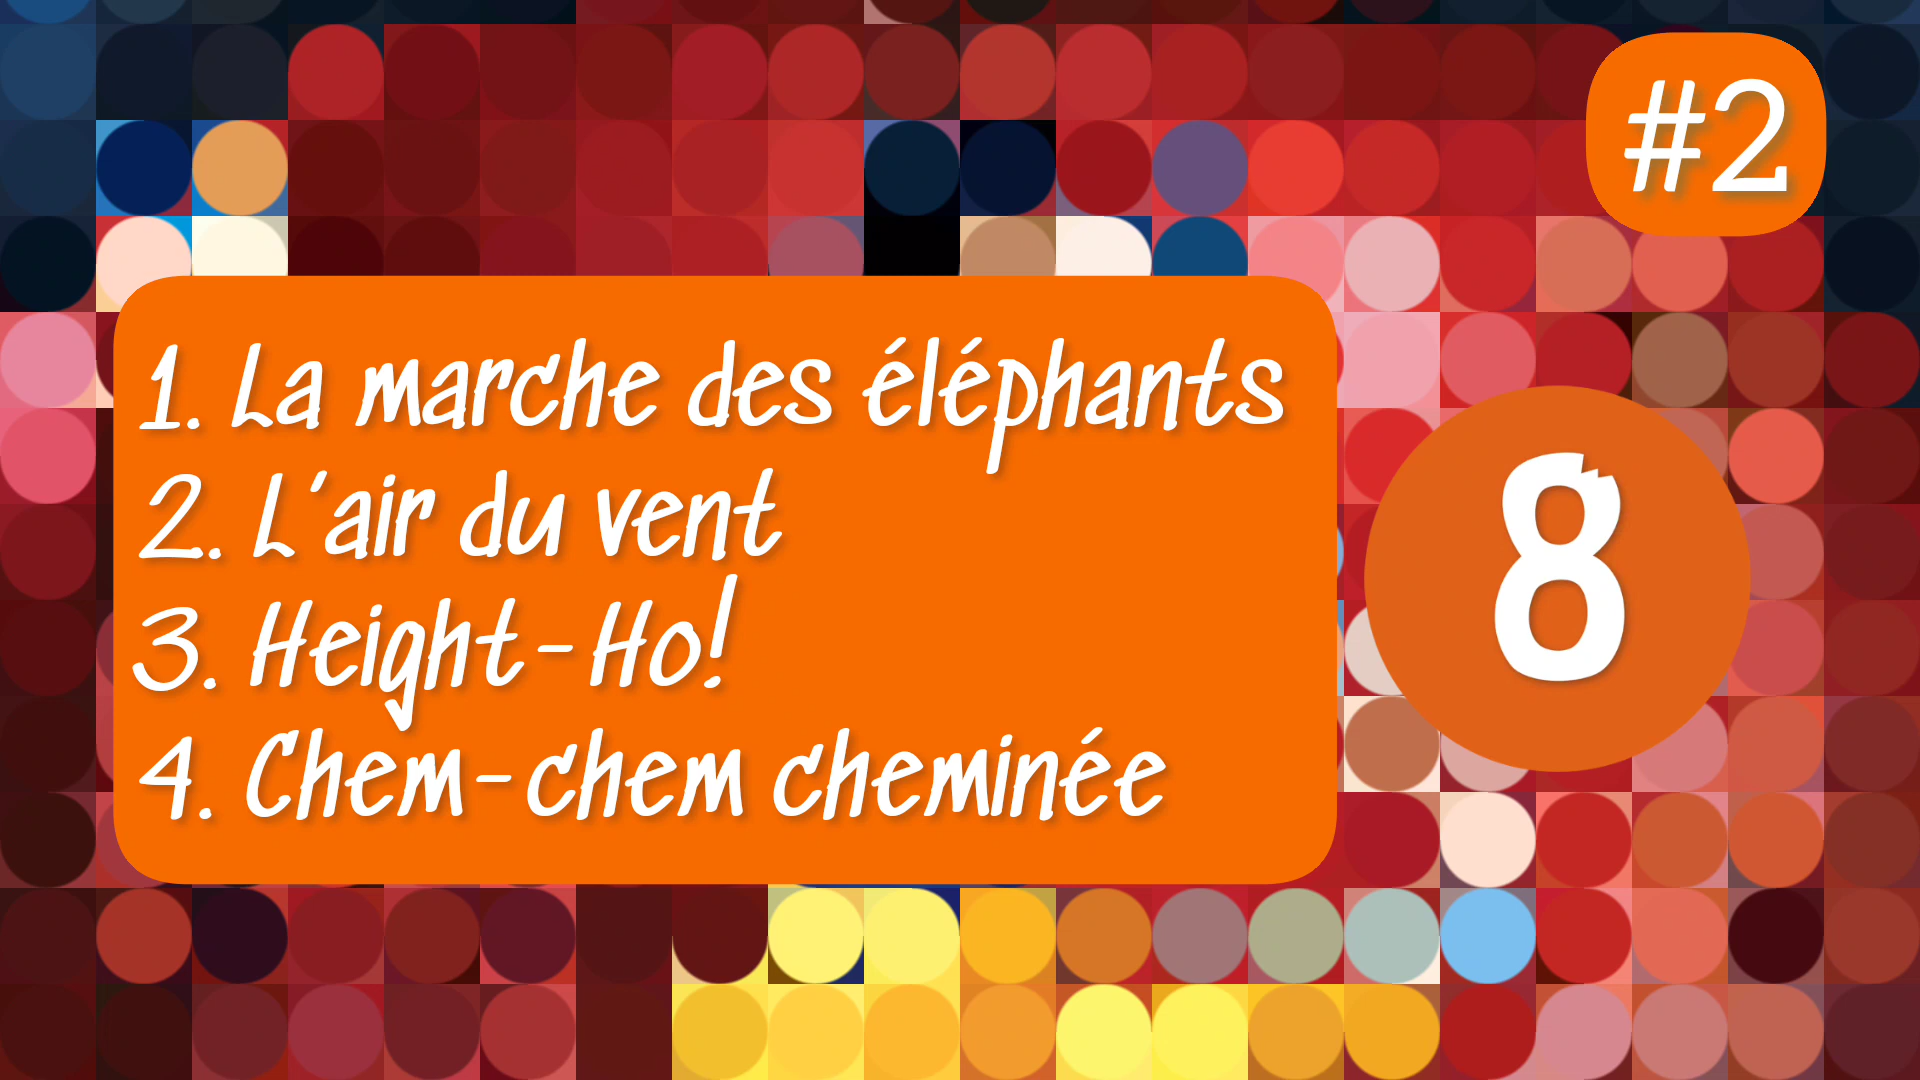 #2
1. La marche des éléphants
2. L'air du vent
3. Height-Ho!
4. Chem-chem cheminée
8